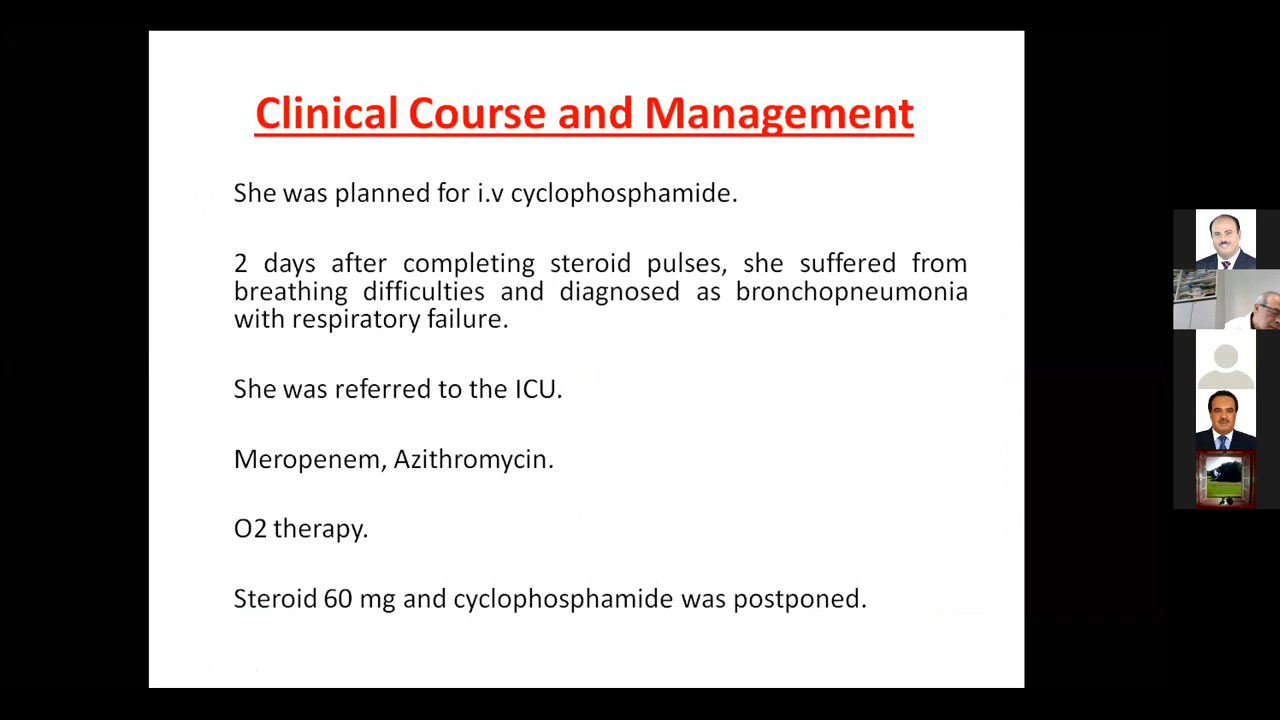 Clinical Course and Management
She was planned for i.v cyclophosphamide.
2 days after completing steroid pulses, she suffered from
breathing difficulties and diagnosed as bronchopneumonia
with respiratory failure.
She was referred to the ICU.
Meropenem, Azithromycin.
O2 therapy.
Steroid 60 mg and cyclophosphamide was postponed.